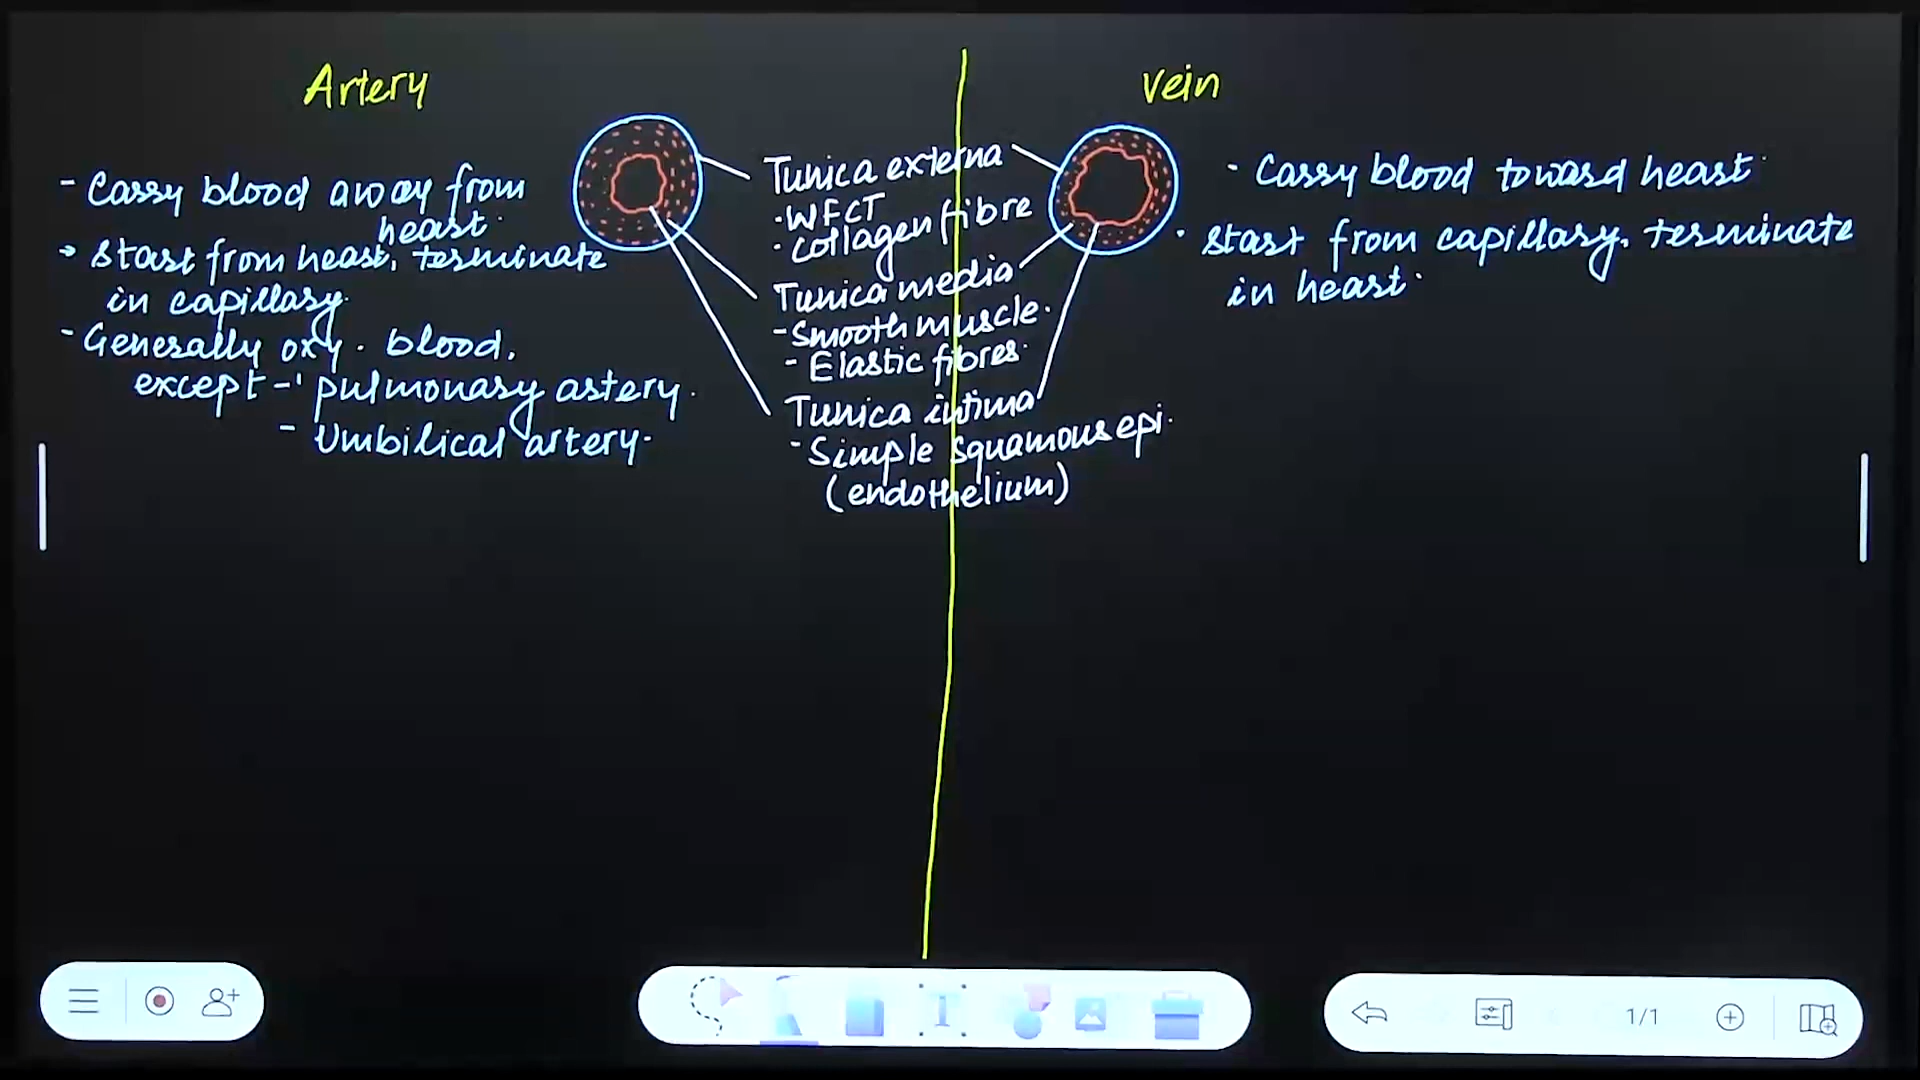 Artery
- Carry blood away from
heart.
→ start from heart, terminate
in capillary.
- Generally oxy. blood.
except - pulmonary artery.
- Umbilical artery.
Tunica externa
· WFCT
· Collagen fibre
Tunica media
- Smooth muscle.
- Elastic fibres.
Tunica intima
- Simple squamous epi.
(endothelium)
Vein
- Carry blood toward heart.
· start from capillary. terminate
in heart.
1/1